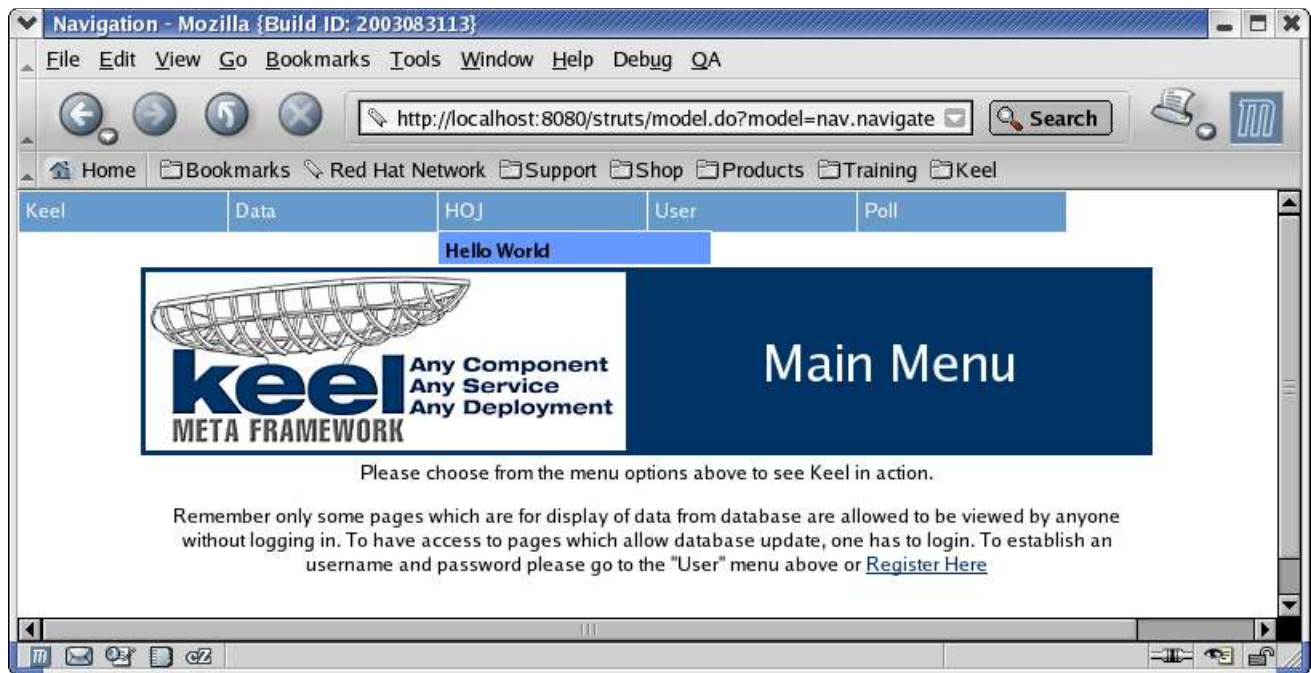 Navigation - Mozilla {Build ID: 2003083113}
File Edit View Go Bookmarks Tools Window Help Debug QA
http://localhost:8080/struts/model.do?model=nav.navigate Search
Home Bookmarks Red Hat Network Support Shop Products Training Keel
Keel Data HOJ User Poll
Hello World
keel
META FRAMEWORK
Any Component
Any Service
Any Deployment
Main Menu
Please choose from the menu options above to see Keel in action.
Remember only some pages which are for display of data from database are allowed to be viewed by anyone
without logging in. To have access to pages which allow database update, one has to login. To establish an
username and password please go to the "User" menu above or Register Here